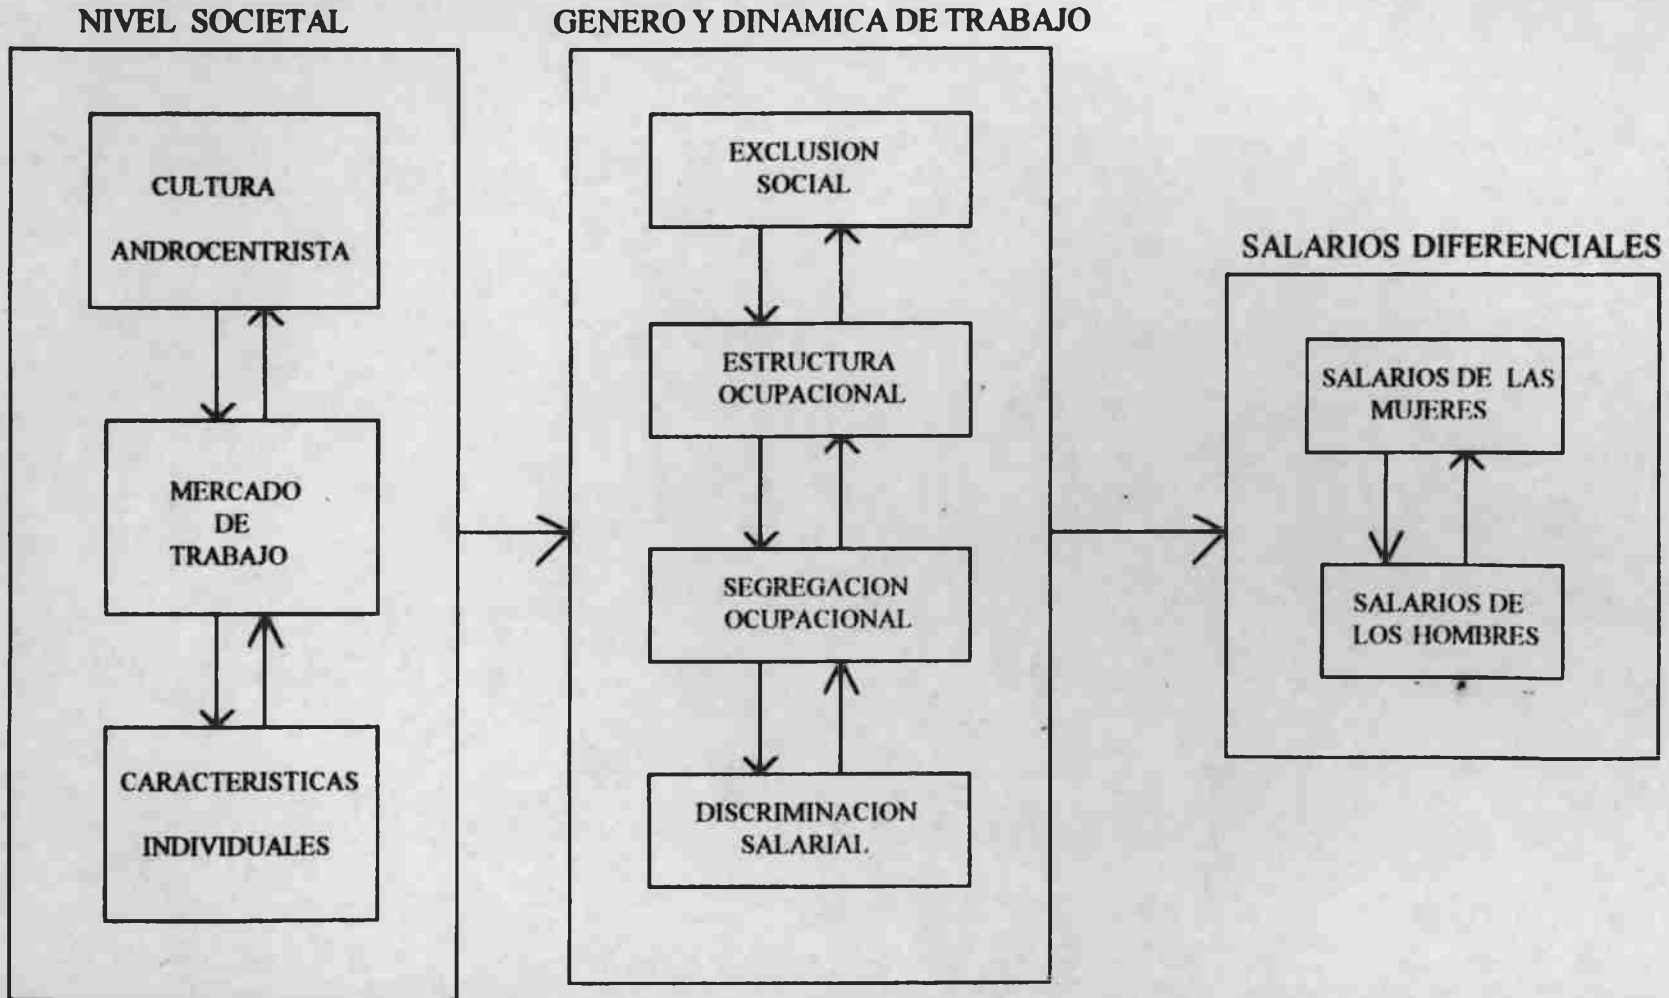 NIVEL SOCIETAL
CULTURA
ANDROCENTRISTA
MERCADO
DE
TRABAJO
CARACTERISTICAS
INDIVIDUALES
GENERO Y DINAMICA DE TRABAJO
EXCLUSION
SOCIAL
ESTRUCTURA
OCUPACIONAL
SEGREGACION
OCUPACIONAL
DISCRIMINACION
SALARIAL
SALARIOS DIFERENCIALES
SALARIOS DE LAS
MUJERES
SALARIOS DE
LOS HOMBRES